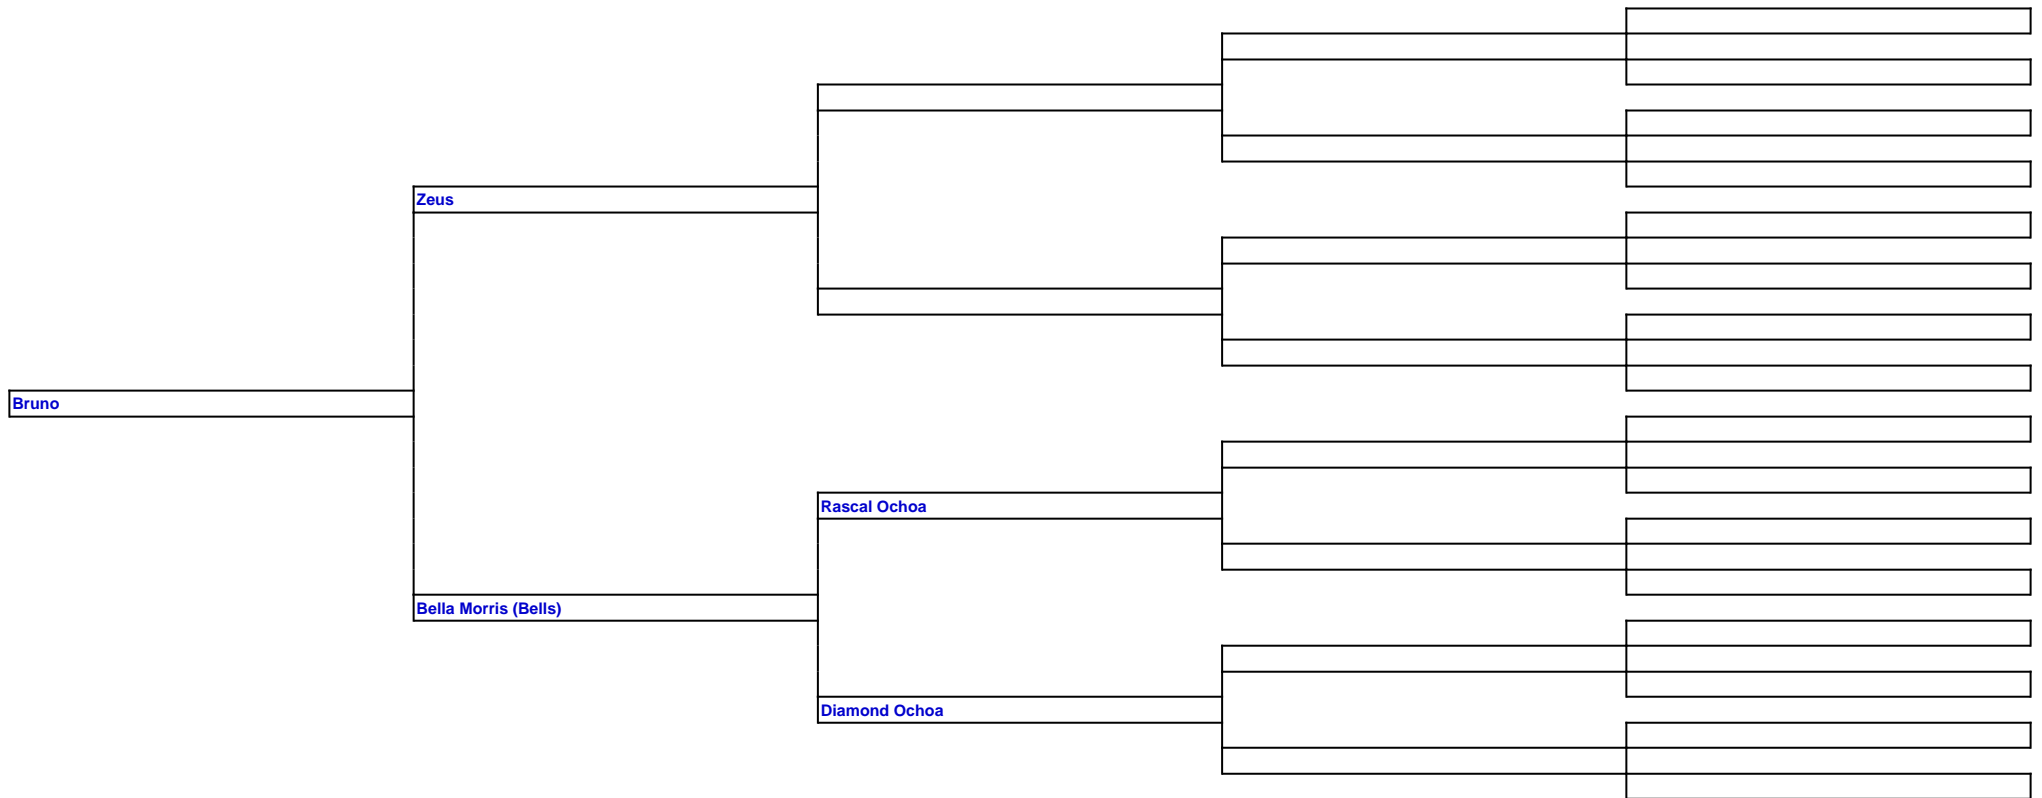 Zeus
Bruno
Rascal Ochoa
Bella Morris (Bells)
Diamond Ochoa